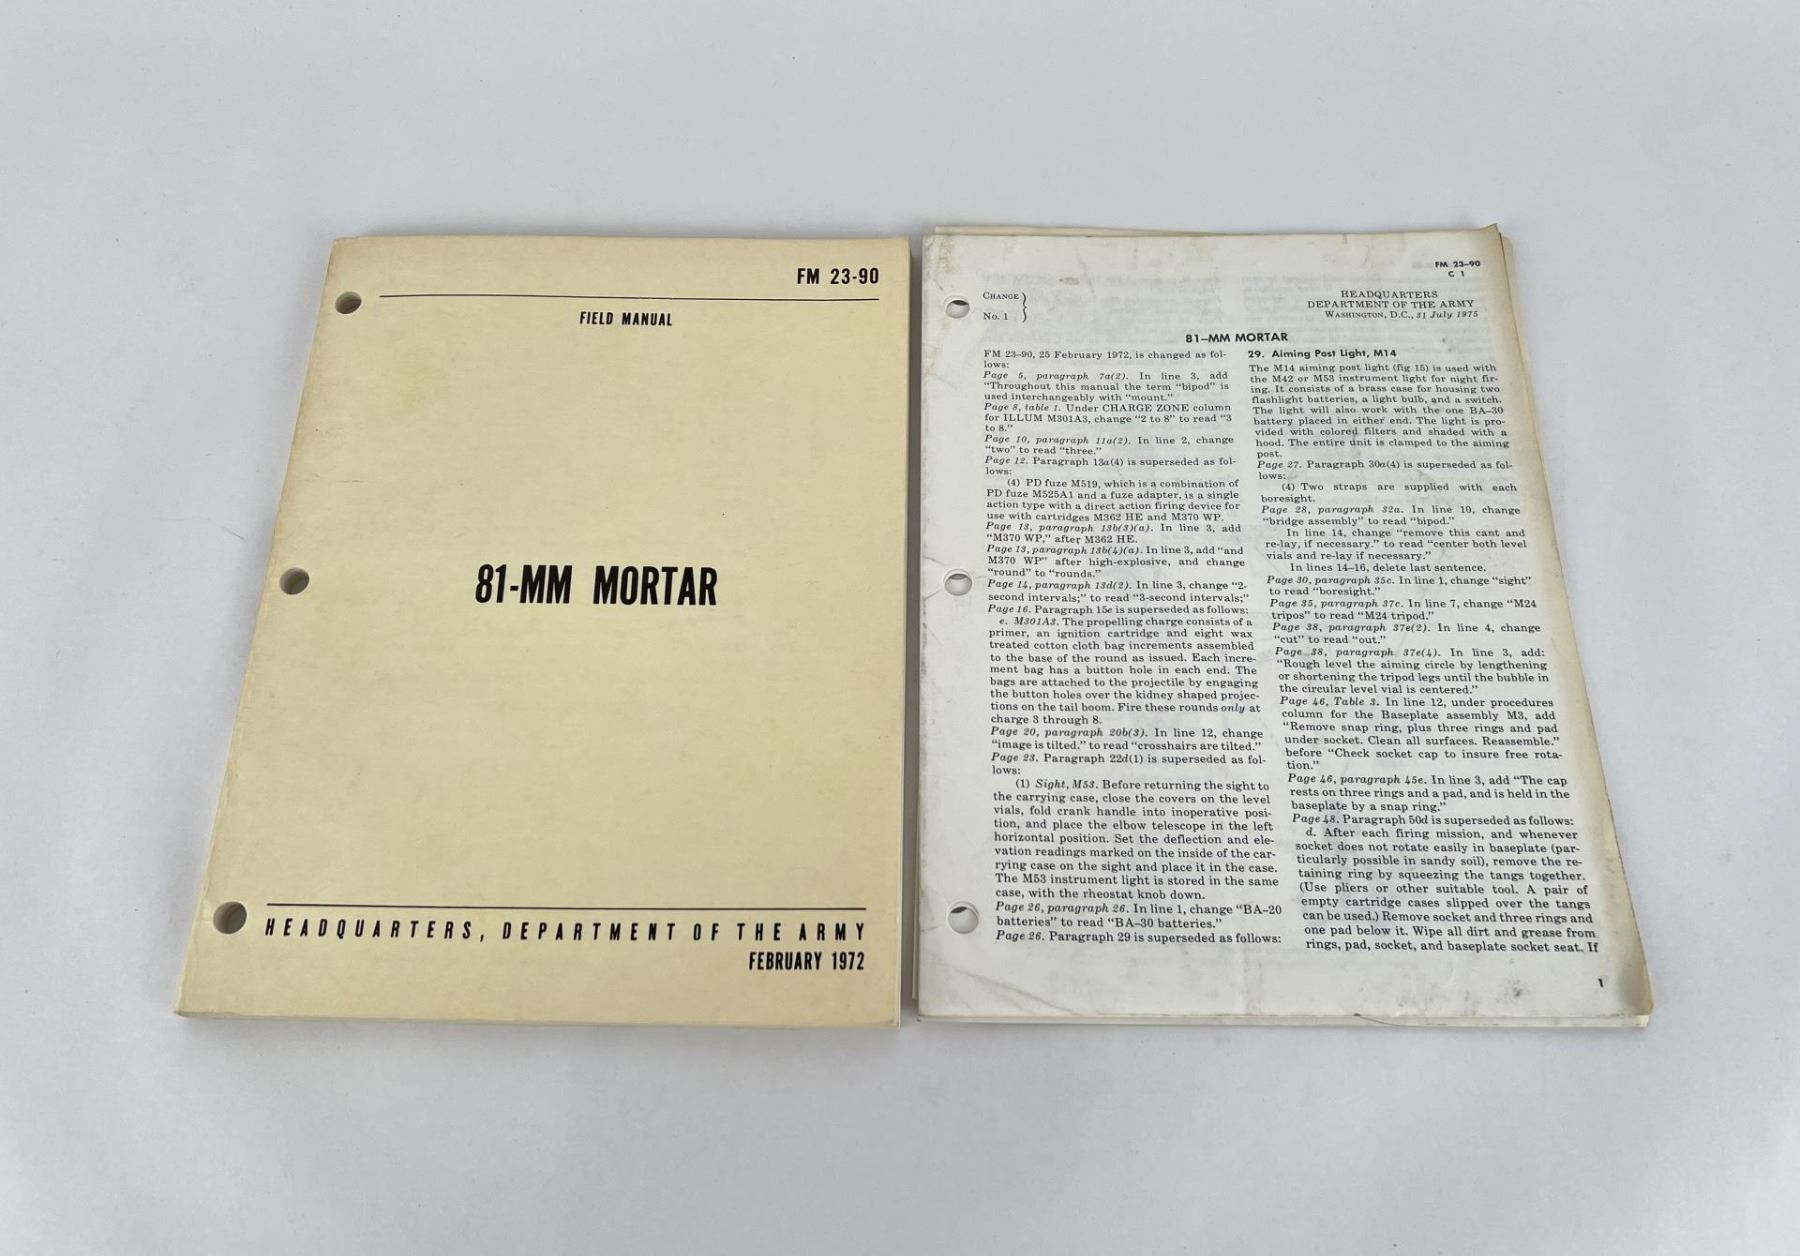 FM 23-90
FIELD MANUAL
81-MM MORTAR
HEADQUARTERS, DEPARTMENT OF THE ARMY
FEBRUARY 1972
FM 23–90
C 1
CHANGE
No. 1
HEADQUARTERS
DEPARTMENT OF THE ARMY
WASHINGTON, D.C., 31 July 1975
81–MM MORTAR
FM 23–90, 25 February 1972, is changed as fol-
lows:
Page 5, paragraph 7a(2). In line 3, add
"Throughout this manual the term "bipod" is
used interchangeably with "mount."
Page 8, table 1. Under CHARGE ZONE column
for ILLUM M301A3, change "2 to 8" to read "3
to 8."
Page 10, paragraph 11a(2). In line 2, change
"two" to read "three."
Page 12. Paragraph 13a(4) is superseded as fol-
lows:
(4) PD fuze M519, which is a combination of
PD fuze M525A1 and a fuze adapter, is a single
action type with a direct action firing device for
use with cartridges M362 HE and M370 WP.
Page 13, paragraph 13b(3)(a). In line 3, add
"M370 WP," after M362 HE.
Page 13, paragraph 13b(4)(a). In line 3, add "and
M370 WP" after high-explosive, and change
"round" to "rounds."
Page 14, paragraph 13d(2). In line 3, change "2-
second intervals;" to read "3-second intervals;"
Page 16. Paragraph 15e is superseded as follows:
e. M301A3. The propelling charge consists of a
primer, an ignition cartridge and eight wax
treated cotton cloth bag increments assembled
to the base of the round as issued. Each incre-
ment bag has a button hole in each end. The
bags are attached to the projectile by engaging
the button holes over the kidney shaped projec-
tions on the tail boom. Fire these rounds only at
charge 3 through 8.
Page 20, paragraph 20b(3). In line 12, change
"image is tilted." to read "crosshairs are tilted."
Page 23. Paragraph 22d(1) is superseded as fol-
lows:
(1) Sight, M53. Before returning the sight to
the carrying case, close the covers on the level
vials, fold crank handle into inoperative posi-
tion, and place the elbow telescope in the left
horizontal position. Set the deflection and ele-
vation readings marked on the inside of the car-
rying case on the sight and place it in the case.
The M53 instrument light is stored in the same
case, with the rheostat knob down.
Page 26, paragraph 26. In line 1, change "BA-20
batteries" to read "BA-30 batteries."
Page 26. Paragraph 29 is superseded as follows:
29. Aiming Post Light, M14
The M14 aiming post light (fig 15) is used with
the M42 or M53 instrument light for night fir-
ing. It consists of a brass case for housing two
flashlight batteries, a light bulb, and a switch.
The light will also work with the one BA-30
battery placed in either end. The light is pro-
vided with colored filters and shaded with a
hood. The entire unit is clamped to the aiming
post.
Page 27. Paragraph 30a(4) is superseded as fol-
lows:
(4) Two straps are supplied with each
boresight.
Page 28, paragraph 32a. In line 10, change
"bridge assembly" to read "bipod."
In line 14, change "remove this cant and
re-lay, if necessary." to read "center both level
vials and re-lay if necessary."
In lines 14–16, delete last sentence.
Page 30, paragraph 35c. In line 1, change "sight"
to read "boresight."
Page 35, paragraph 37c. In line 7, change "M24
tripos" to read "M24 tripod."
Page 38, paragraph 37e(2). In line 4, change
"cut" to read "out."
Page 38, paragraph 37e(4). In line 3, add:
"Rough level the aiming circle by lengthening
or shortening the tripod legs until the bubble in
the circular level vial is centered."
Page 46, Table 3. In line 12, under procedures
column for the Baseplate assembly M3, add
"Remove snap ring, plus three rings and pad
under socket. Clean all surfaces. Reassemble."
before "Check socket cap to insure free rota-
tion."
Page 46, paragraph 45e. In line 3, add "The cap
rests on three rings and a pad, and is held in the
baseplate by a snap ring."
Page 48. Paragraph 50d is superseded as follows:
d. After each firing mission, and whenever
socket does not rotate easily in baseplate (par-
ticularly possible in sandy soil), remove the re-
taining ring by squeezing the tangs together.
(Use pliers or other suitable tool. A pair of
empty cartridge cases slipped over the tangs
can be used.) Remove socket and three rings and
one pad below it. Wipe all dirt and grease from
rings, pad, socket, and baseplate socket seat. If
1